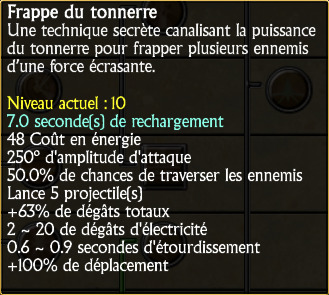 Frappe du tonnerre
Une technique secrète canalisant la puissance
du tonnerre pour frapper plusieurs ennemis
d'une force écrasante.
Niveau actuel : 10
7.0 seconde(s) de rechargement
48 Coût en énergie
250° d'amplitude d'attaque
50.0% de chances de traverser les ennemis
Lance 5 projectile(s)
+63% de dégâts totaux
2 ~ 20 de dégâts d'électricité
0.6 ~ 0.9 secondes d'étourdissement
+100% de déplacement